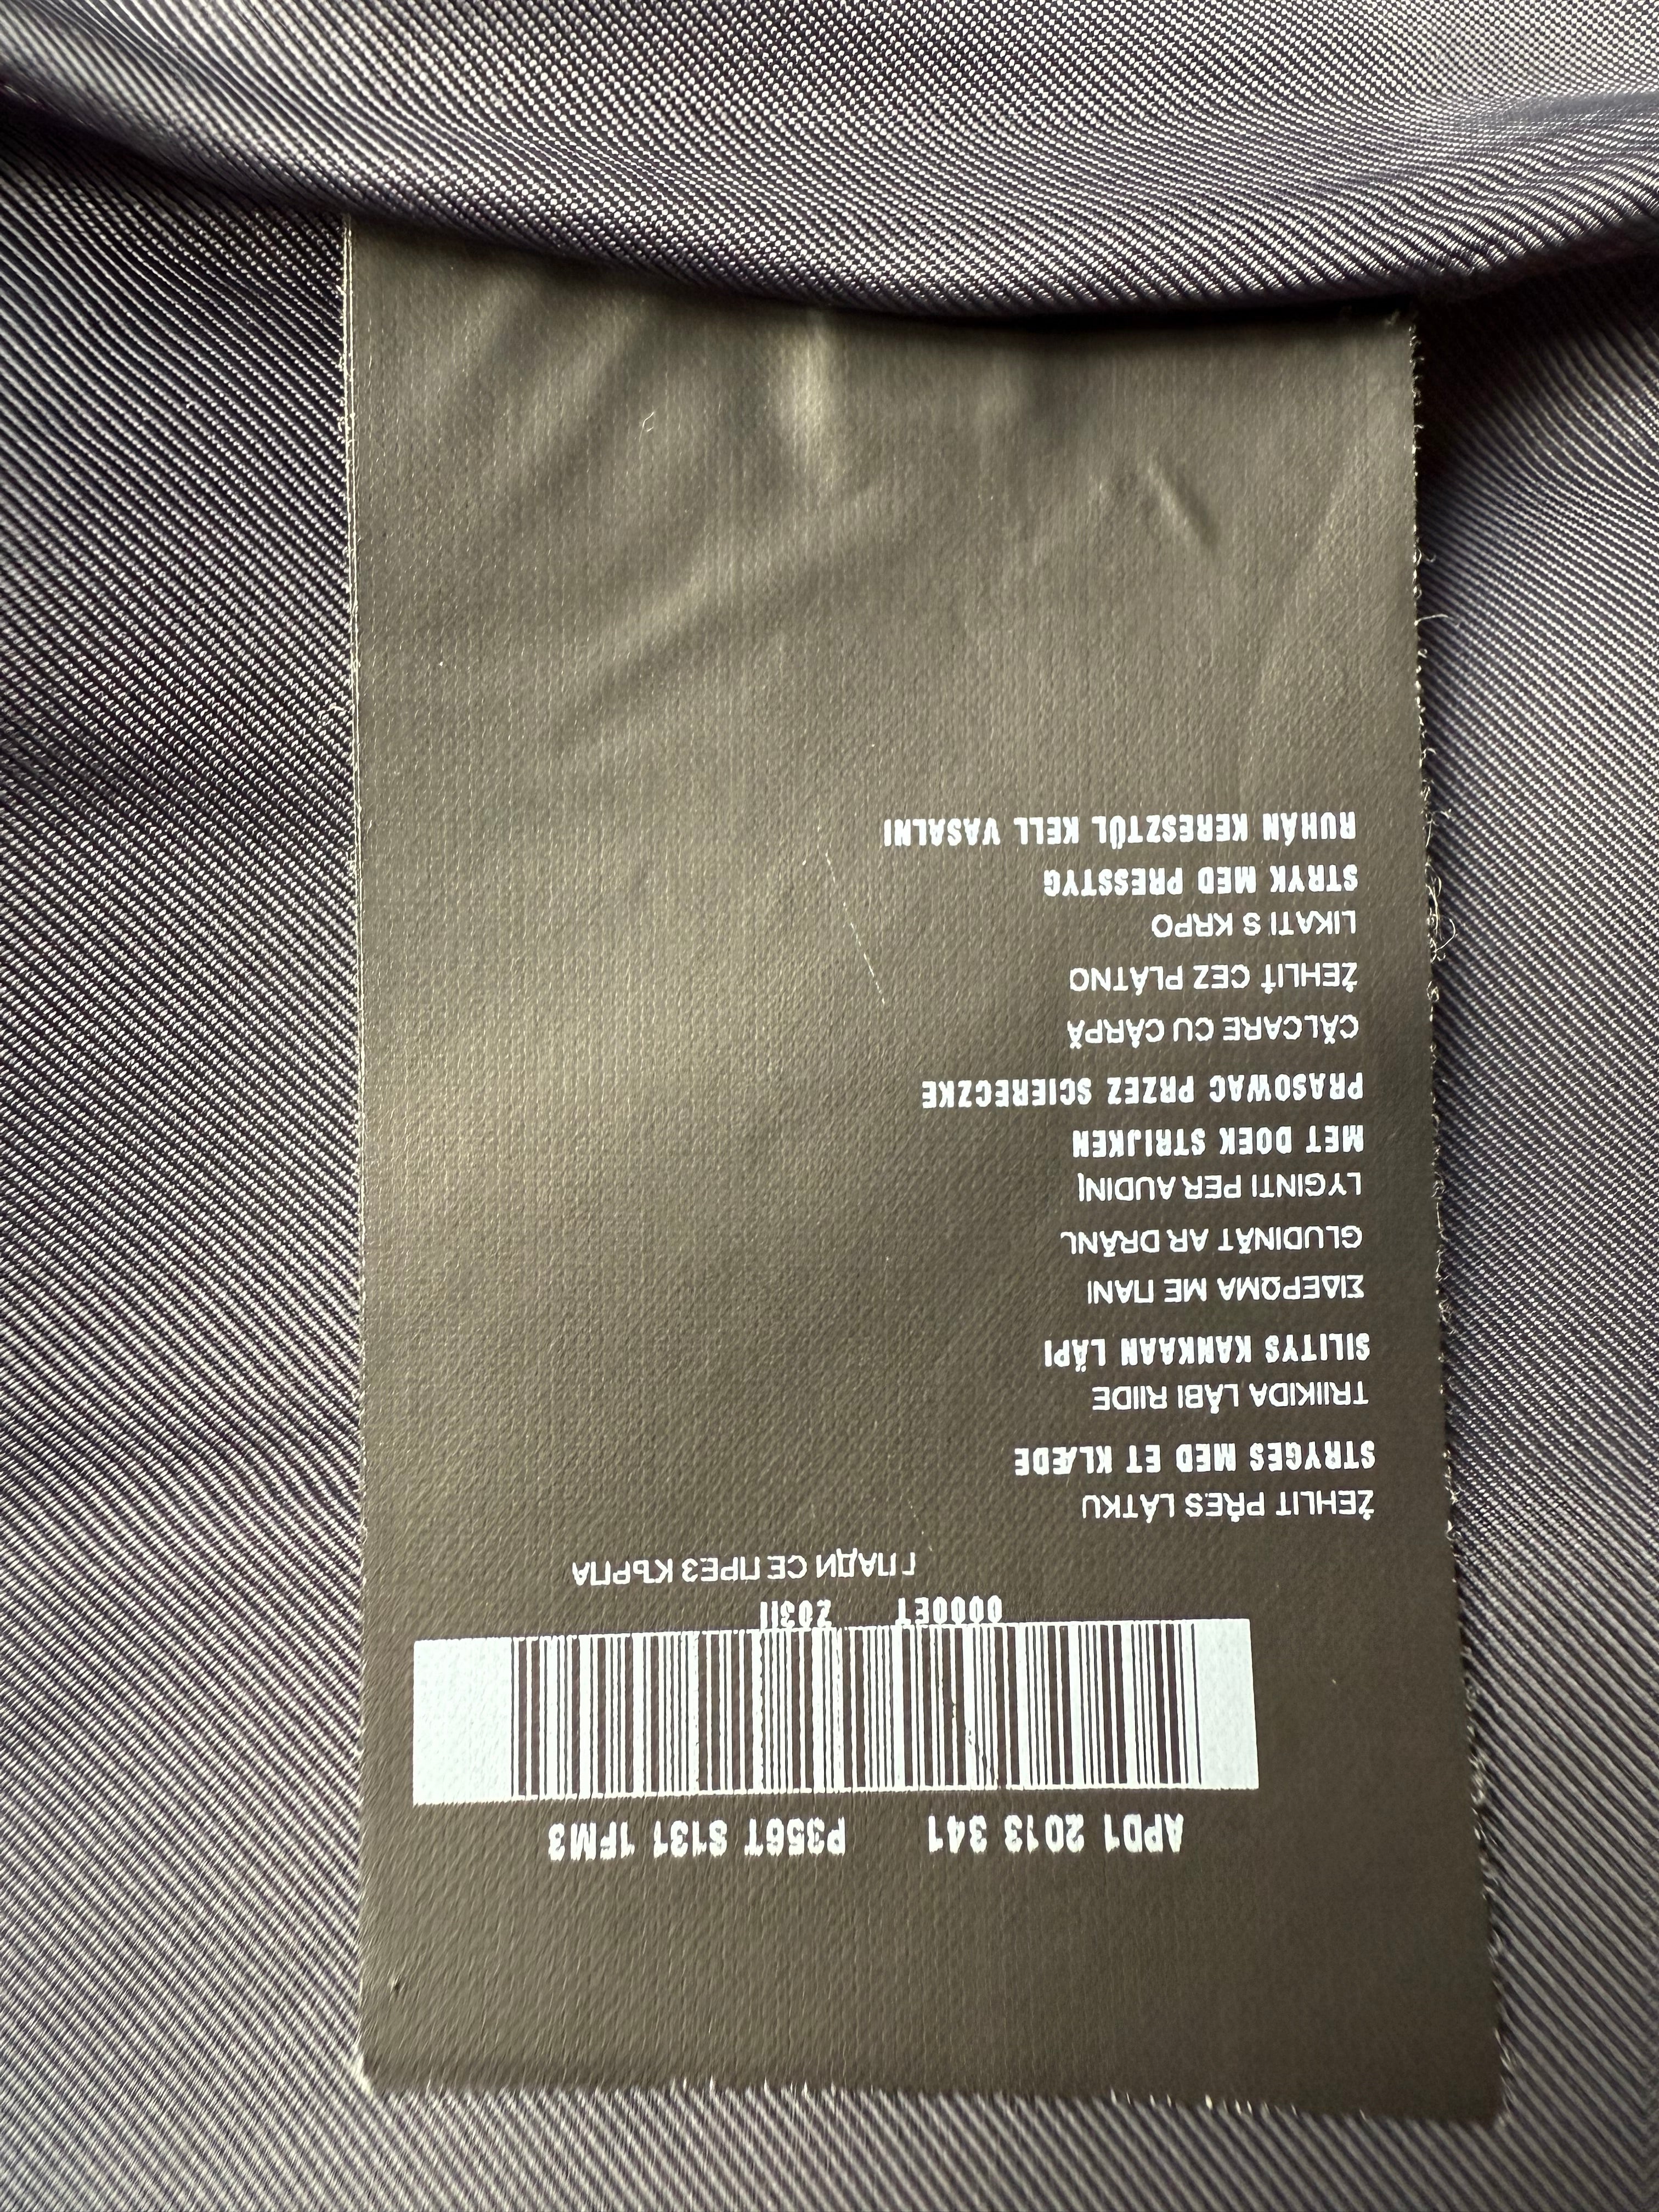 APD1 2013 341 P356T S131 1FM3
0000ET 203II
ГЛАДИ СЕ ПРЕЗ КЪРПА
ŽEHLIT PŘES LÁTKU
STRYGES MED ET KLÆDE
TRIIKIDA LÄBI RIIDE
SILITYS KANKAAN LÄPI
ΣΙΔΕΡΩΜΑ ΜΕ ΠΑΝΙ
GLUDINĀT AR DRĀNL
LYGINTI PER AUDINĮ
MET DOEK STRIJKEN
PRASOWAC PRZEZ SCIERECZKE
CĂLCARE CU CÂRPĂ
ŽEHLIŤ CEZ PLÁTNO
LIKATI S KRPO
STRYK MED PRESSTYG
RUHÁN KERESZTÜL KELL VASALNI